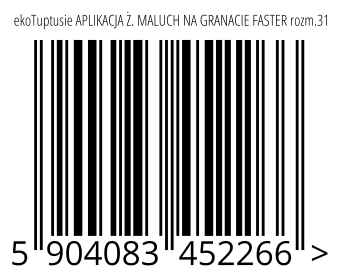 ekoTuptusie APLIKACJA Ż. MALUCH NA GRANACIE FASTER rozm.31
5 904083 452266 >